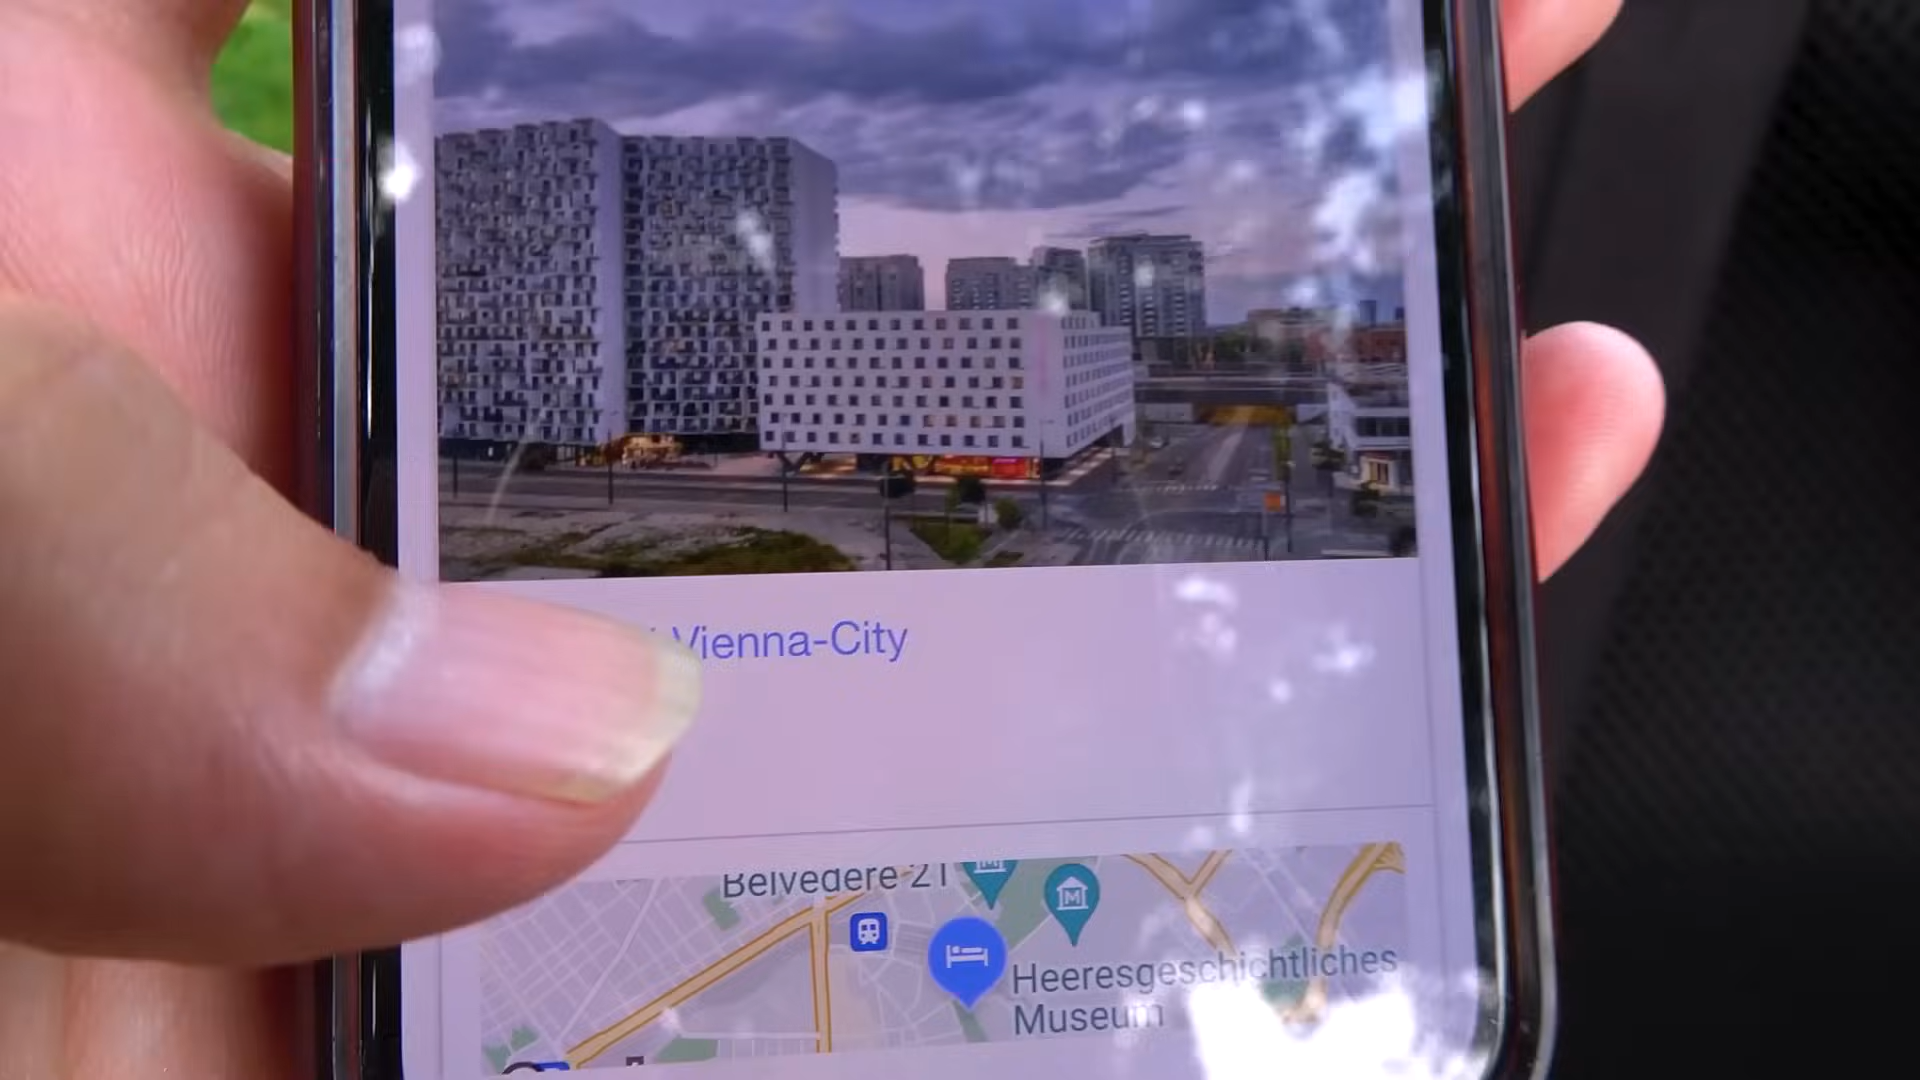 Vienna-City
Belvedere 21
M
M
Heeresgeschichtliches
Museum